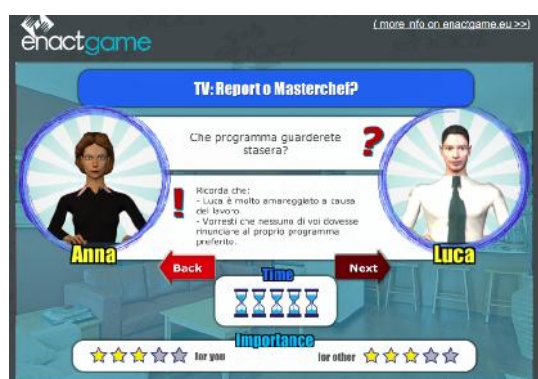 enactgame
( more info on enactgame.eu >>)
TV: Report o Masterchef?
Che programma guarderete
stasera?
?
!
Ricorda che:
- Luca è molto amareggiato a causa
del lavoro.
- Vorresti che nessuno di voi dovesse
rinunciare al proprio programma
preferito.
Anna
Luca
Back
Next
Time
Importance
for you
for other